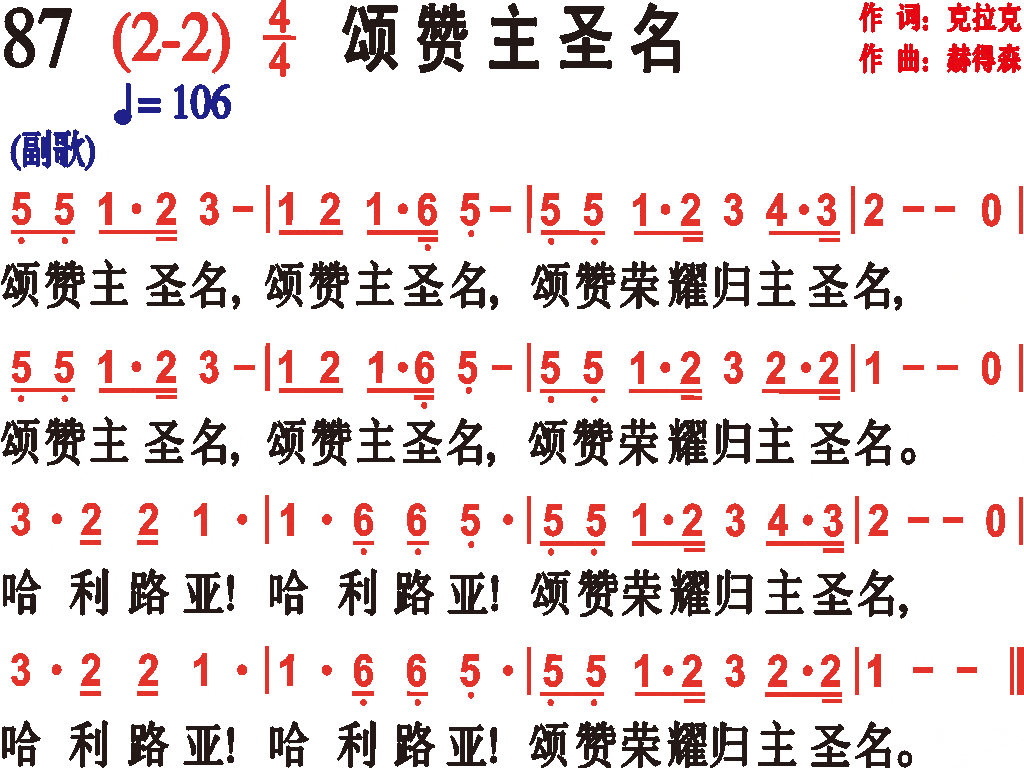 87 (2-2) 4/4 颂赞主圣名
作 词：克拉克
作 曲：赫得森
♩= 106
(副歌)
5 5 1·2 3 – | 1 2 1·6 5 – | 5 5 1·2 3 4·3 | 2 – – 0 |
颂赞主 圣名, 颂赞主圣名, 颂赞荣耀归主 圣名,
5 5 1·2 3 – | 1 2 1·6 5 – | 5 5 1·2 3 2·2 | 1 – – 0 |
颂赞主 圣名, 颂赞主圣名, 颂赞荣耀归主 圣名。
3 · 2 2 1 · | 1 · 6 6 5 · | 5 5 1·2 3 4·3 | 2 – – 0 |
哈 利 路 亚! 哈 利 路 亚! 颂赞荣耀归主圣名,
3 · 2 2 1 · | 1 · 6 6 5 · | 5 5 1·2 3 2·2 | 1 – – ‖
哈 利 路 亚! 哈 利 路亚! 颂赞荣耀归主 圣名。